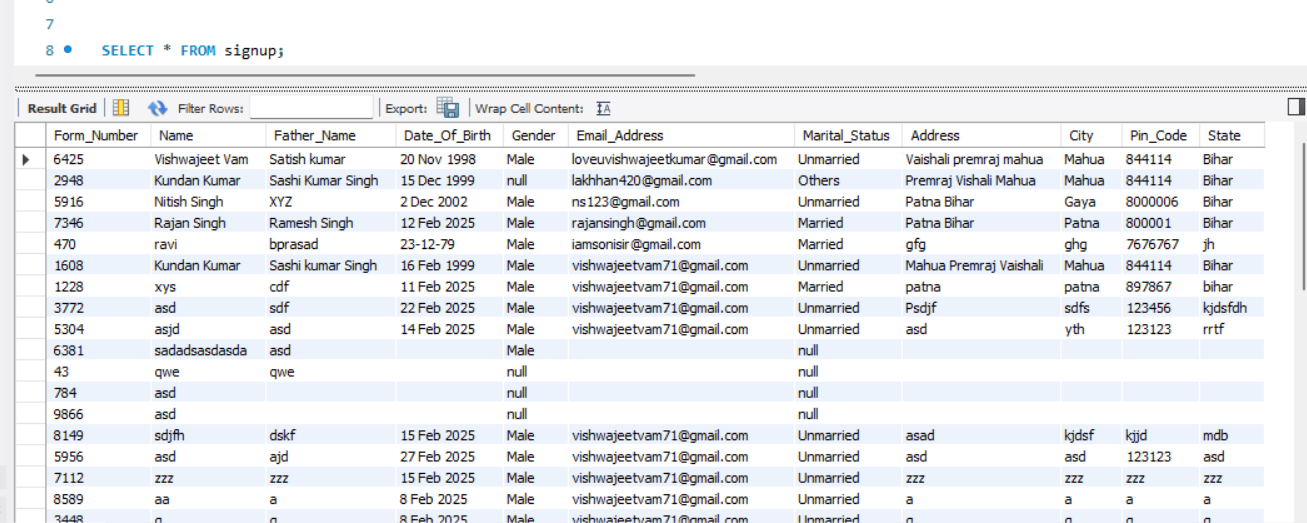 7
8 SELECT * FROM signup;
Result Grid Filter Rows: Export: Wrap Cell Content:
Form_Number Name Father_Name Date_Of_Birth Gender Email_Address Marital_Status Address City Pin_Code State
6425 Vishwajeet Vam Satish kumar 20 Nov 1998 Male loveuvishwajeetkumar@gmail.com Unmarried Vaishali premraj mahua Mahua 844114 Bihar
2948 Kundan Kumar Sashi Kumar Singh 15 Dec 1999 null lakhhan420@gmail.com Others Premraj Vishali Mahua Mahua 844114 Bihar
5916 Nitish Singh XYZ 2 Dec 2002 Male ns123@gmail.com Unmarried Patna Bihar Gaya 8000006 Bihar
7346 Rajan Singh Ramesh Singh 12 Feb 2025 Male rajansingh@gmail.com Married Patna Bihar Patna 800001 Bihar
470 ravi bprasad 23-12-79 Male iamsonisir@gmail.com Married gfg ghg 7676767 jh
1608 Kundan Kumar Sashi kumar Singh 16 Feb 1999 Male vishwajeetvam71@gmail.com Unmarried Mahua Premraj Vaishali Mahua 844114 Bihar
1228 xys cdf 11 Feb 2025 Male vishwajeetvam71@gmail.com Married patna patna 897867 bihar
3772 asd sdf 22 Feb 2025 Male vishwajeetvam71@gmail.com Unmarried Psdjf sdfs 123456 kjdsfdh
5304 asjd asd 14 Feb 2025 Male vishwajeetvam71@gmail.com Unmarried asd yth 123123 rrtf
6381 sadadsasdasda asd Male null
43 qwe qwe null null
784 asd null null
9866 asd null null
8149 sdjfh dskf 15 Feb 2025 Male vishwajeetvam71@gmail.com Unmarried asad kjdsf kjjd mdb
5956 asd ajd 27 Feb 2025 Male vishwajeetvam71@gmail.com Unmarried asd asd 123123 asd
7112 zzz zzz 15 Feb 2025 Male vishwajeetvam71@gmail.com Unmarried zzz zzz zzz zzz
8589 aa a 8 Feb 2025 Male vishwajeetvam71@gmail.com Unmarried a a a a
3448 8 Feb 2025 Male vishwajeetvam71@gmail.com Unmarried